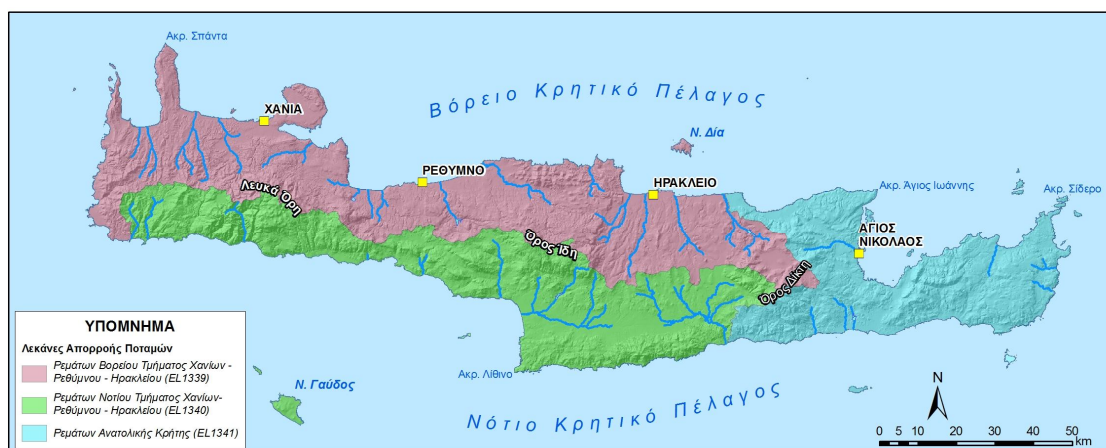 Ακρ. Σπάντα
ΧΑΝΙΑ
Βόρειο Κρητικό Πέλαγος
Ν. Δία
ΡΕΘΥΜΝΟ
ΗΡΑΚΛΕΙΟ
Ακρ. Άγιος Ιωάννης
Ακρ. Σίδερο
Λευκά Όρη
ΑΓΙΟΣ
ΝΙΚΟΛΑΟΣ
Όρος Ίδη
Όρος Δίκτη
ΥΠΟΜΝΗΜΑ
Λεκάνες Απορροής Ποταμών
Ρεμάτων Βορείου Τμήματος Χανίων -
Ρεθύμνου - Ηρακλείου (EL1339)
Ρεμάτων Νοτίου Τμήματος Χανίων-
Ρεθύμνου - Ηρακλείου (EL1340)
Ρεμάτων Ανατολικής Κρήτης (EL1341)
Ν. Γαύδος
Ακρ. Λίθινο
Νότιο Κρητικό Πέλαγος
N
0 5 10 20 30 40 50
km